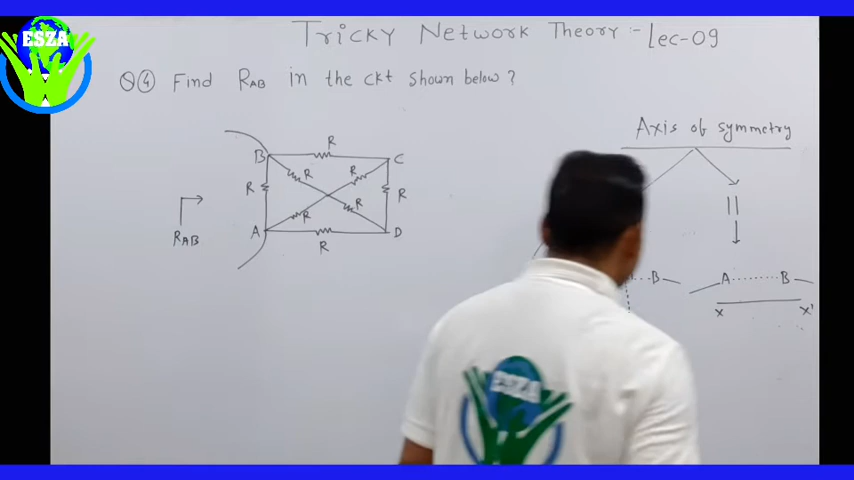 ESZA
Tricky Network Theory :- Lec-09
Q④ Find RAB in the ckt shown below ?
Axis of symmetry
B R C
R R R
R R R
A R D
RAB
||
B A B
x x'
ESZA